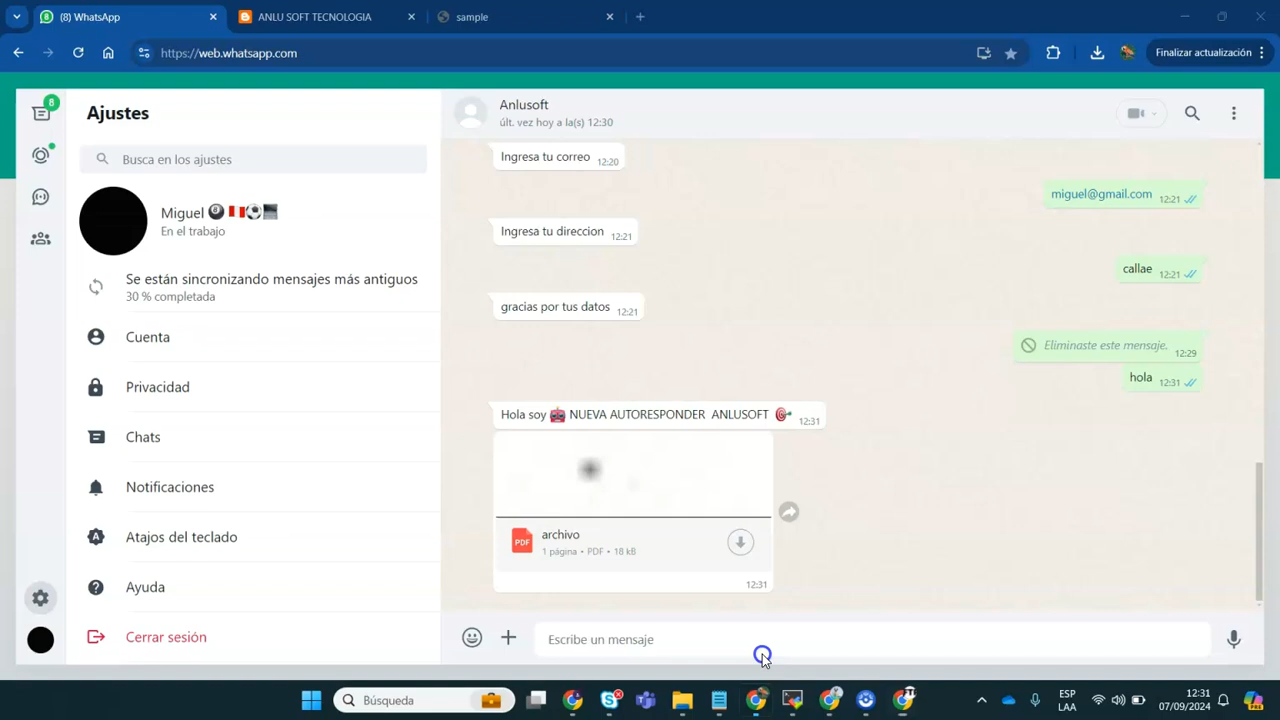 (8) WhatsApp
ANLU SOFT TECNOLOGIA
sample
https://web.whatsapp.com
Finalizar actualización
8
Ajustes
Busca en los ajustes
Miguel
En el trabajo
Se están sincronizando mensajes más antiguos
30 % completada
Cuenta
Privacidad
Chats
Notificaciones
Atajos del teclado
Ayuda
Cerrar sesión
Anlusoft
últ. vez hoy a la(s) 12:30
Ingresa tu correo 12:20
miguel@gmail.com 12:21
Ingresa tu direccion 12:21
callae 12:21
gracias por tus datos 12:21
Eliminaste este mensaje. 12:29
hola 12:31
Hola soy 🤖 NUEVA AUTORESPONDER ANLUSOFT 🎯 12:31
PDF
archivo
1 página • PDF • 18 kB
12:31
Escribe un mensaje
Búsqueda
ESP
LAA
12:31
07/09/2024